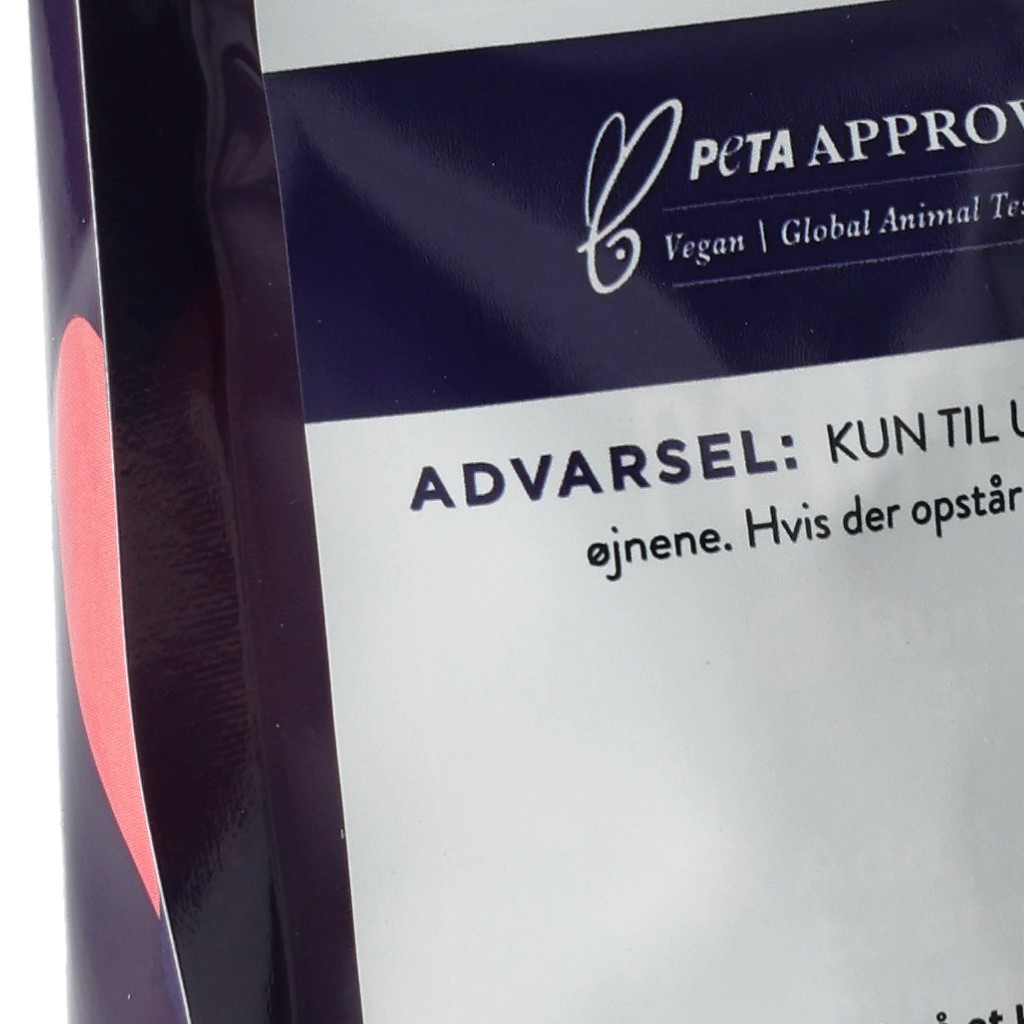 PETA APPROV
Vegan | Global Animal Tes
ADVARSEL: KUN TIL U
øjnene. Hvis der opstår